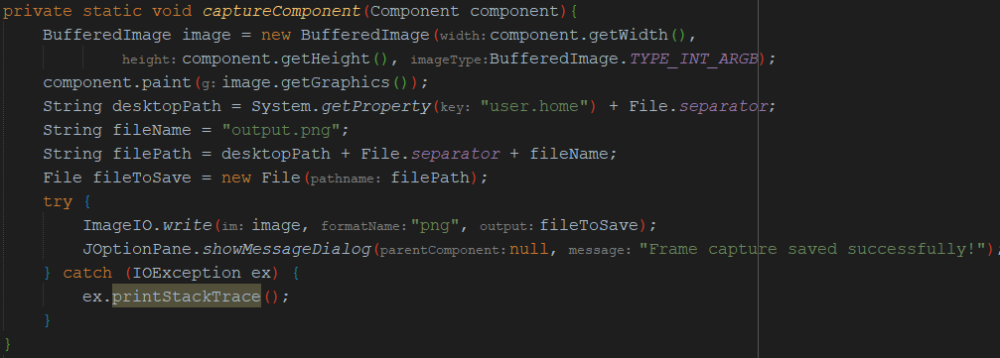 private static void captureComponent(Component component){
BufferedImage image = new BufferedImage(width: component.getWidth(),
height: component.getHeight(), imageType: BufferedImage.TYPE_INT_ARGB);
component.paint(g: image.getGraphics());
String desktopPath = System.getProperty(key: "user.home") + File.separator;
String fileName = "output.png";
String filePath = desktopPath + File.separator + fileName;
File fileToSave = new File(pathname: filePath);
try {
ImageIO.write(im: image, formatName: "png", output: fileToSave);
JOptionPane.showMessageDialog(parentComponent: null, message: "Frame capture saved successfully!");
} catch (IOException ex) {
ex.printStackTrace();
}
}